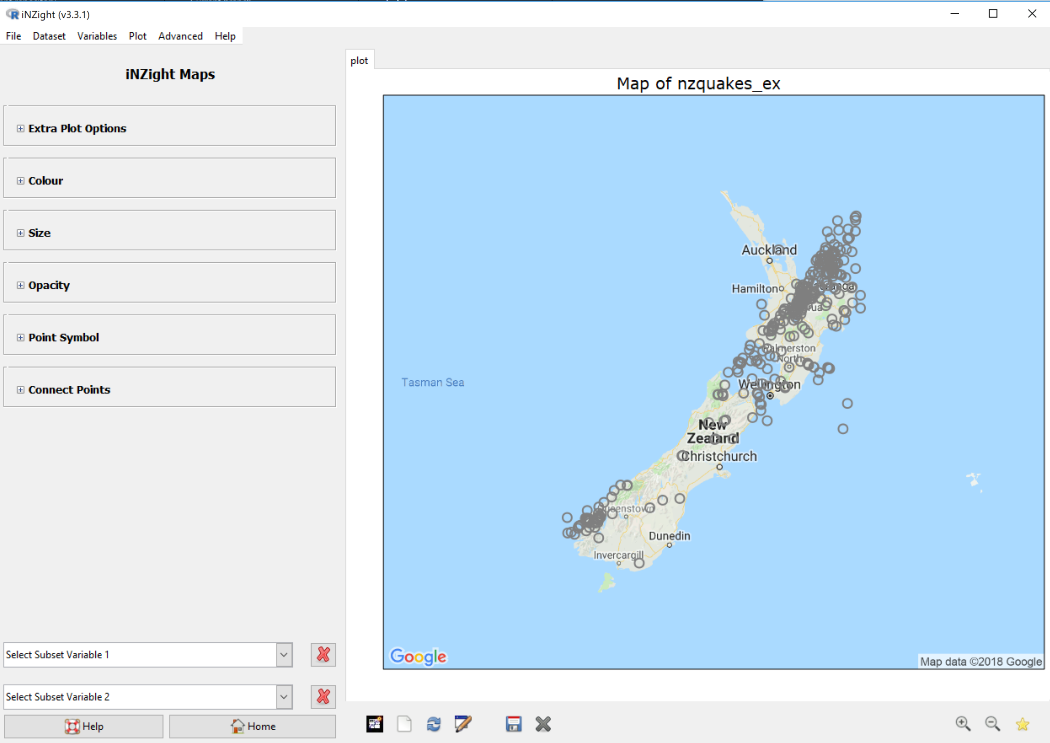 iNZight (v3.3.1)
File Dataset Variables Plot Advanced Help
iNZight Maps
plot
Extra Plot Options
Colour
Size
Opacity
Point Symbol
Connect Points
Select Subset Variable 1
Select Subset Variable 2
Help Home
Map of nzquakes_ex
Auckland
Hamilton
Palmerston
North
Tasman Sea
Wellington
New
Zealand
Christchurch
Queenstown
Dunedin
Invercargill
Google
Map data ©2018 Google